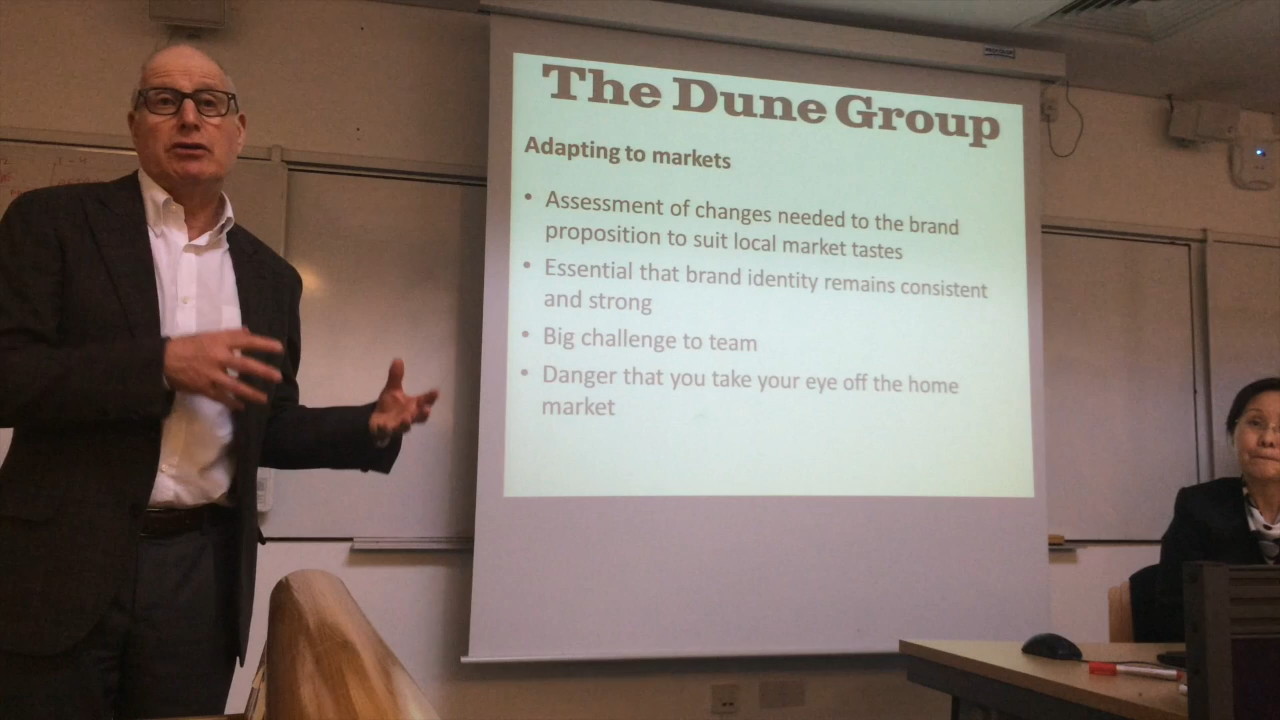 The Dune Group
Adapting to markets
• Assessment of changes needed to the brand
proposition to suit local market tastes
• Essential that brand identity remains consistent
and strong
• Big challenge to team
• Danger that you take your eye off the home
market